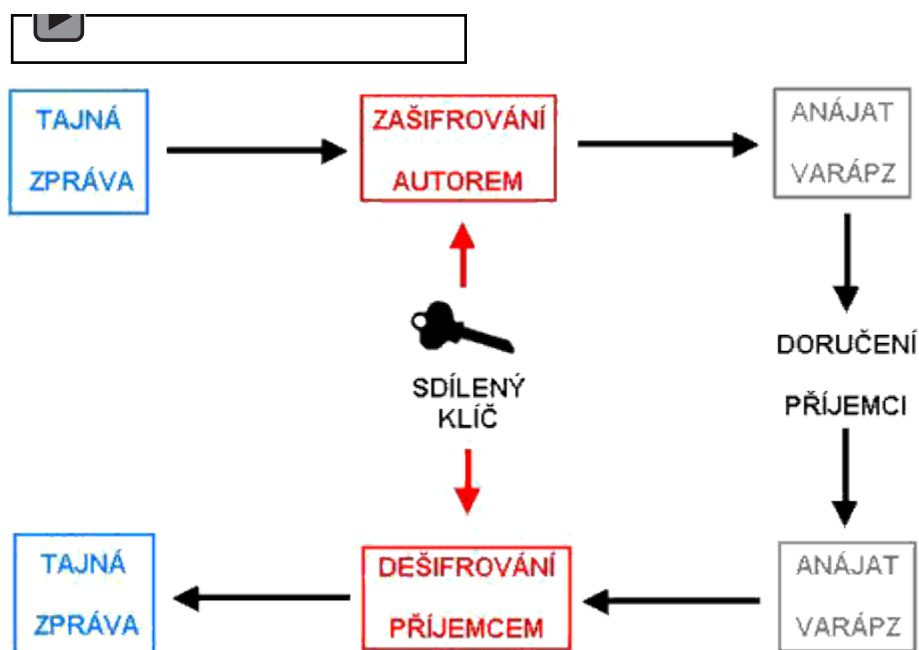 TAJNÁ
ZPRÁVA
ZAŠIFROVÁNÍ
AUTOREM
ANÁJAT
VARÁPZ
SDÍLENÝ
KLÍČ
DORUČENÍ
PŘÍJEMCI
TAJNÁ
ZPRÁVA
DEŠIFROVÁNÍ
PŘÍJEMCEM
ANÁJAT
VARÁPZ